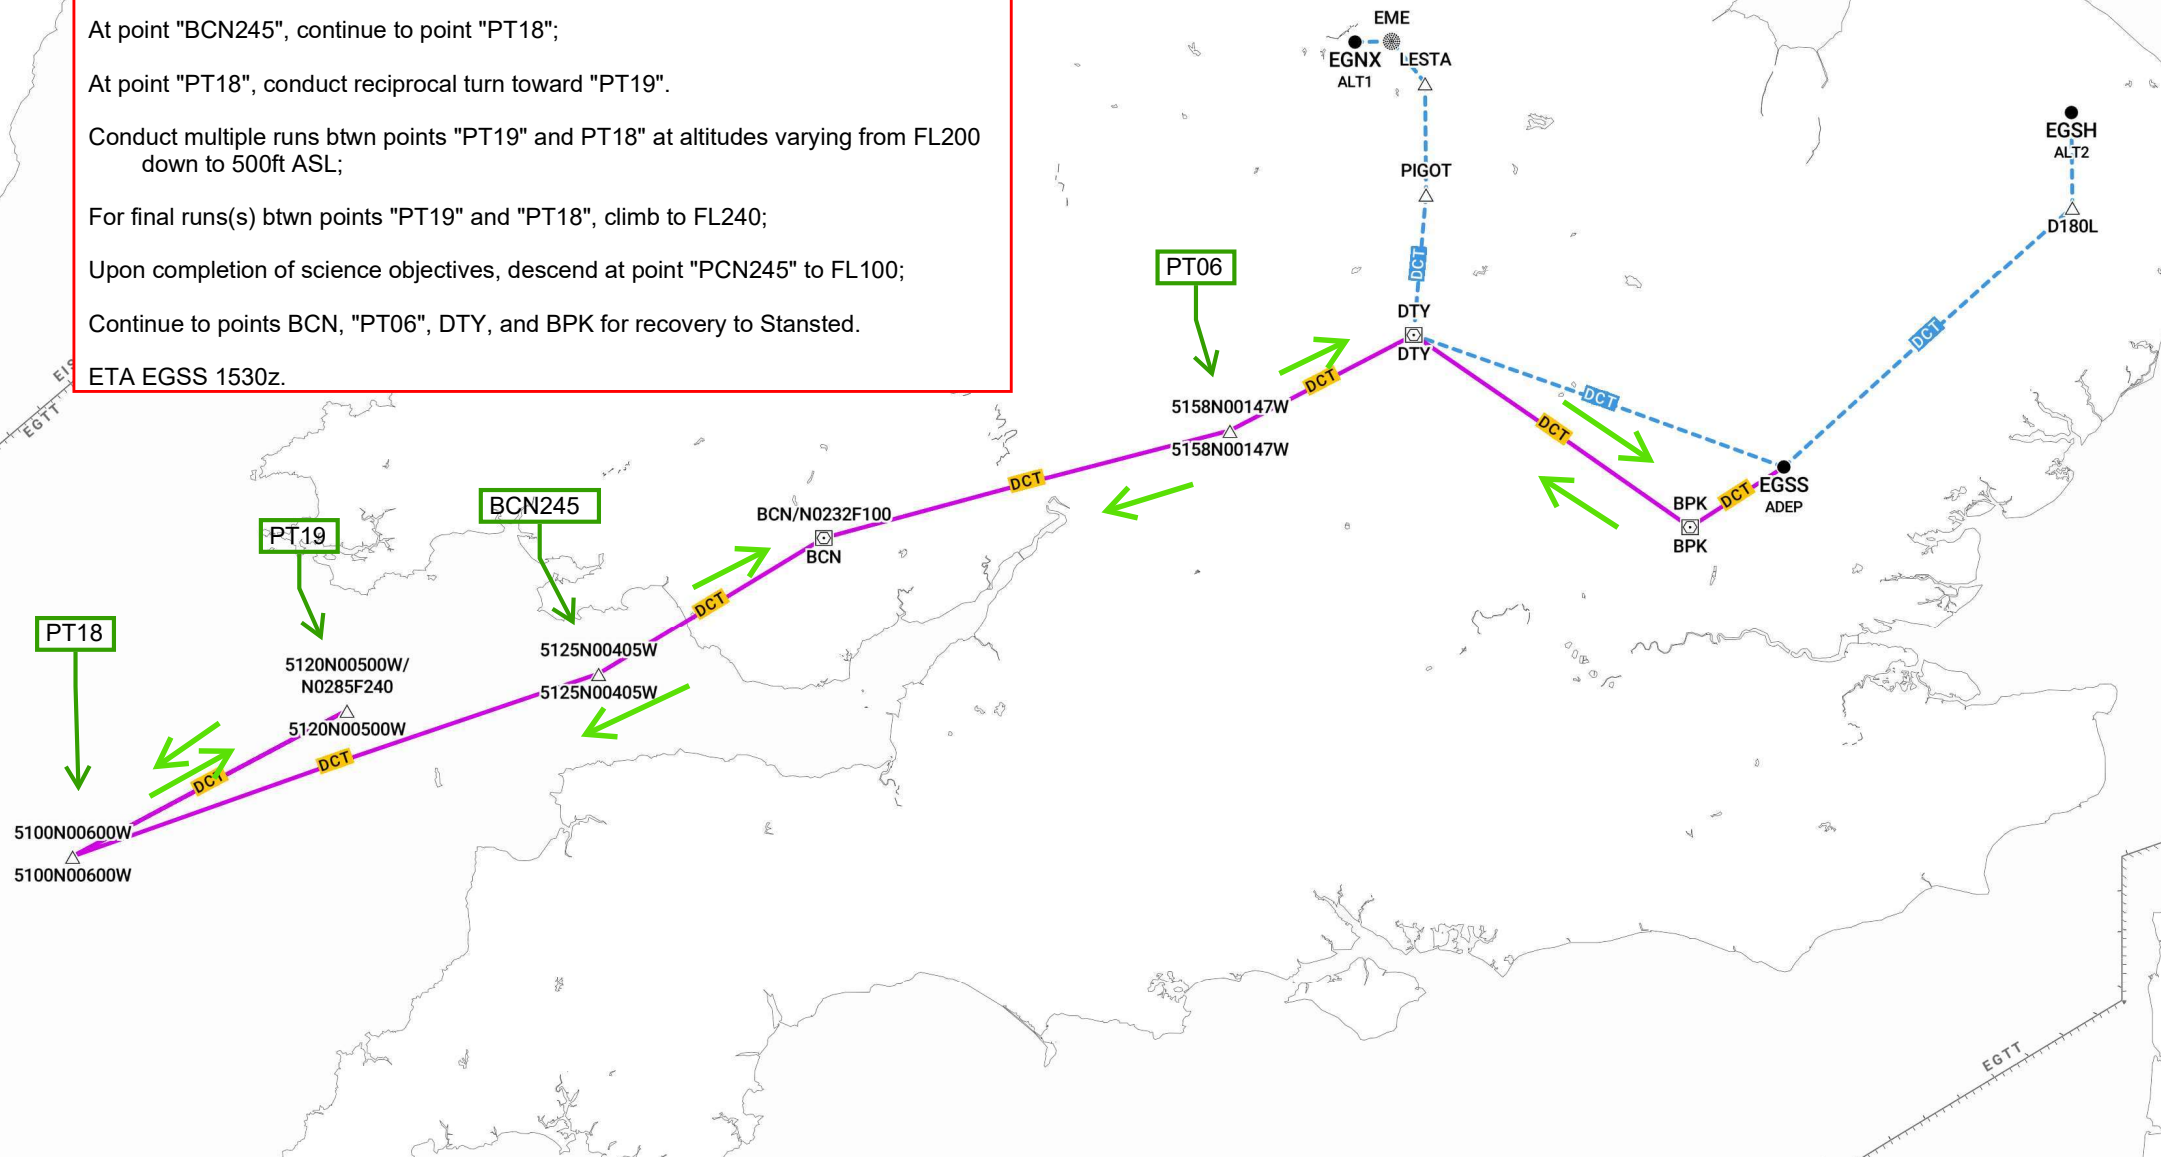 At point "BCN245", continue to point "PT18";
At point "PT18", conduct reciprocal turn toward "PT19".
Conduct multiple runs btwn points "PT19" and PT18" at altitudes varying from FL200
down to 500ft ASL;
For final runs(s) btwn points "PT19" and "PT18", climb to FL240;
Upon completion of science objectives, descend at point "PCN245" to FL100;
Continue to points BCN, "PT06", DTY, and BPK for recovery to Stansted.
ETA EGSS 1530z.
EME
EGNX
LESTA
ALT1
EGSH
ALT2
PIGOT
D180L
PT06
DCT
DTY
DTY
DCT
EIS
EGTT
DCT
DCT
DCT
5158N00147W
5158N00147W
DCT
EGSS
ADEP
DCT
BPK
BPK
DCT
BCN245
BCN/N0232F100
BCN
PT19
DCT
PT18
5125N00405W
5125N00405W
5120N00500W/
N0285F240
5120N00500W
DCT
DCT
5100N00600W
5100N00600W
EGTT